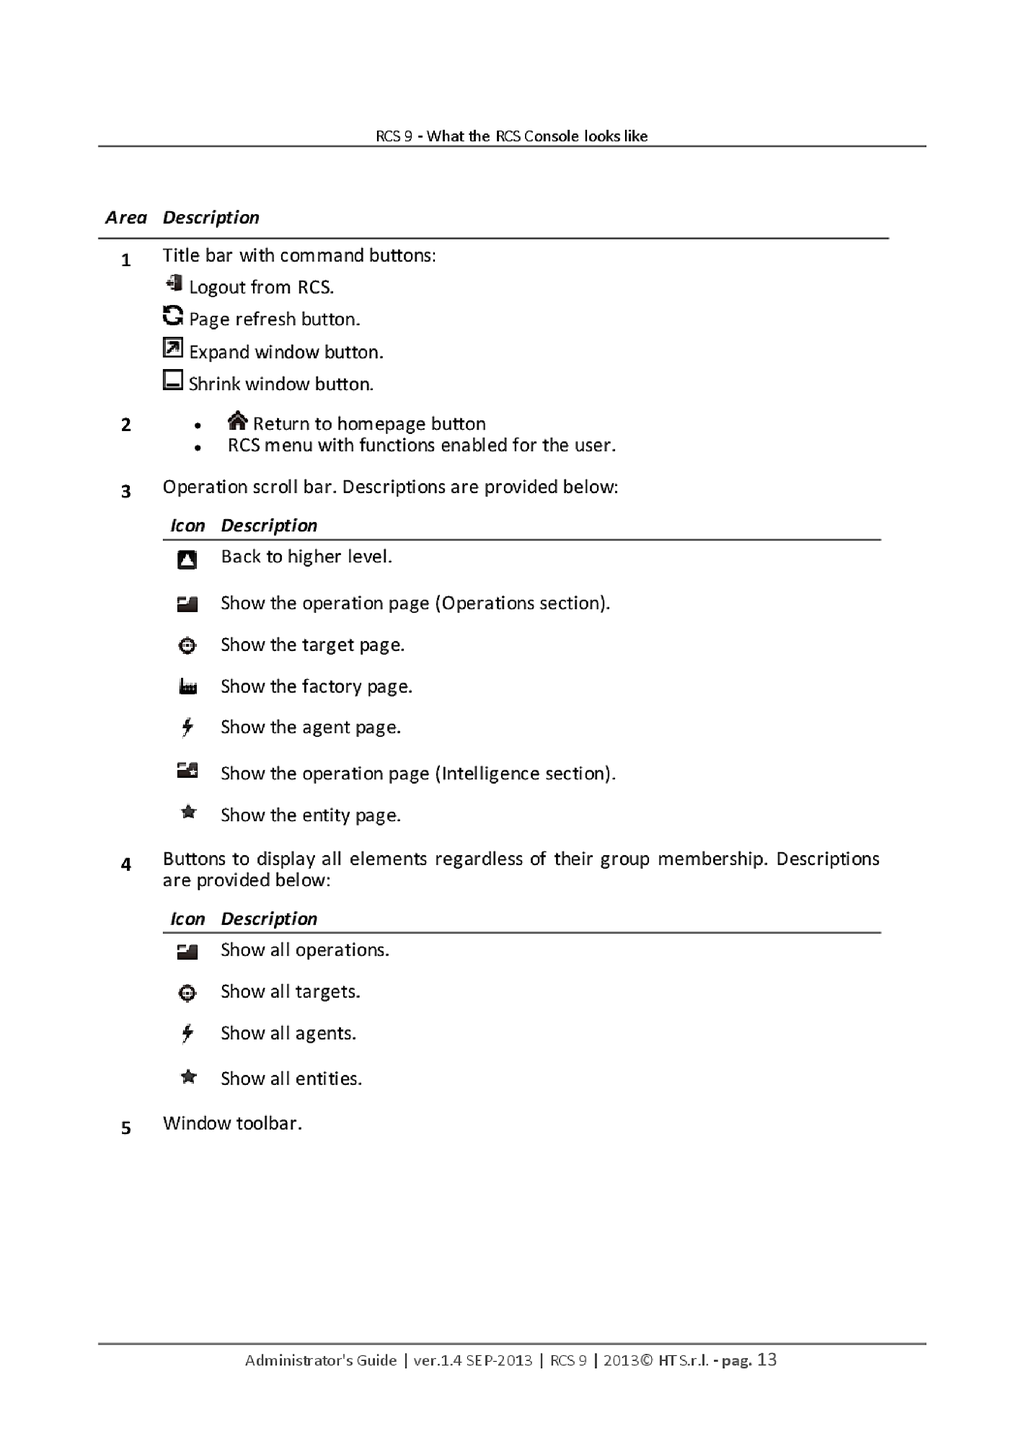 RCS 9 - What the RCS Console looks like
Area Description
1 Title bar with command buttons:
Logout from RCS.
Page refresh button.
Expand window button.
Shrink window button.
2 • Return to homepage button
• RCS menu with functions enabled for the user.
3 Operation scroll bar. Descriptions are provided below:
Icon Description
Back to higher level.
Show the operation page (Operations section).
Show the target page.
Show the factory page.
Show the agent page.
Show the operation page (Intelligence section).
Show the entity page.
4 Buttons to display all elements regardless of their group membership. Descriptions
are provided below:
Icon Description
Show all operations.
Show all targets.
Show all agents.
Show all entities.
5 Window toolbar.
Administrator's Guide | ver.1.4 SEP-2013 | RCS 9 | 2013© HT S.r.l. - pag. 13